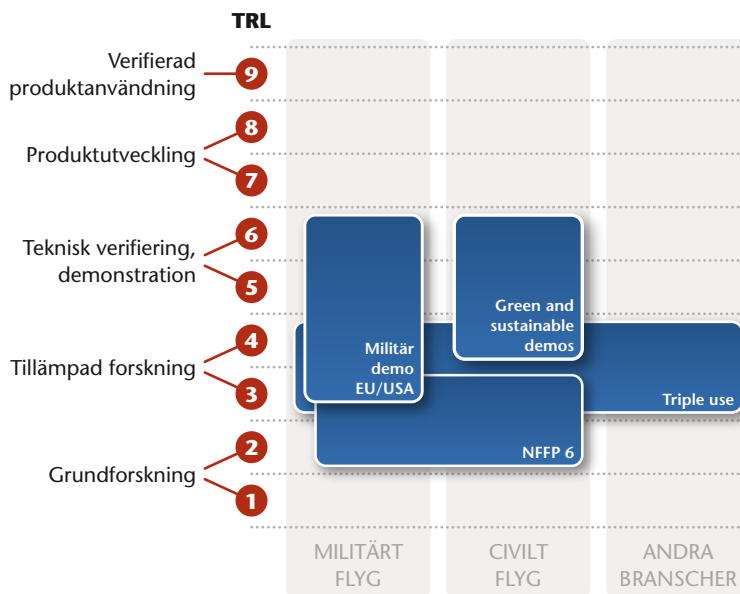 TRL
Verifierad
produktanvändning
9
8
Produktutveckling
7
6
Teknisk verifiering,
demonstration
5
4
Tillämpad forskning
3
2
Grundforskning
1
Militär
demo
EU/USA
Green and
sustainable
demos
Triple use
NFFP 6
MILITÄRT
FLYG
CIVILT
FLYG
ANDRA
BRANSCHER